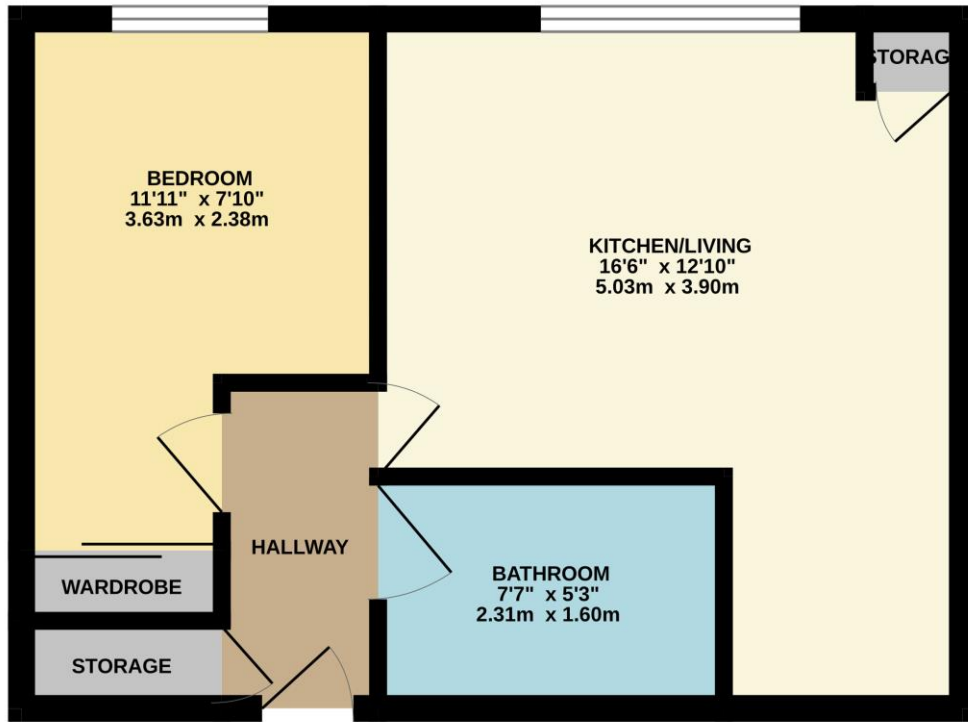 STORAG
BEDROOM
11'11" x 7'10"
3.63m x 2.38m
KITCHEN/LIVING
16'6" x 12'10"
5.03m x 3.90m
HALLWAY
WARDROBE
BATHROOM
7'7" x 5'3"
2.31m x 1.60m
STORAGE